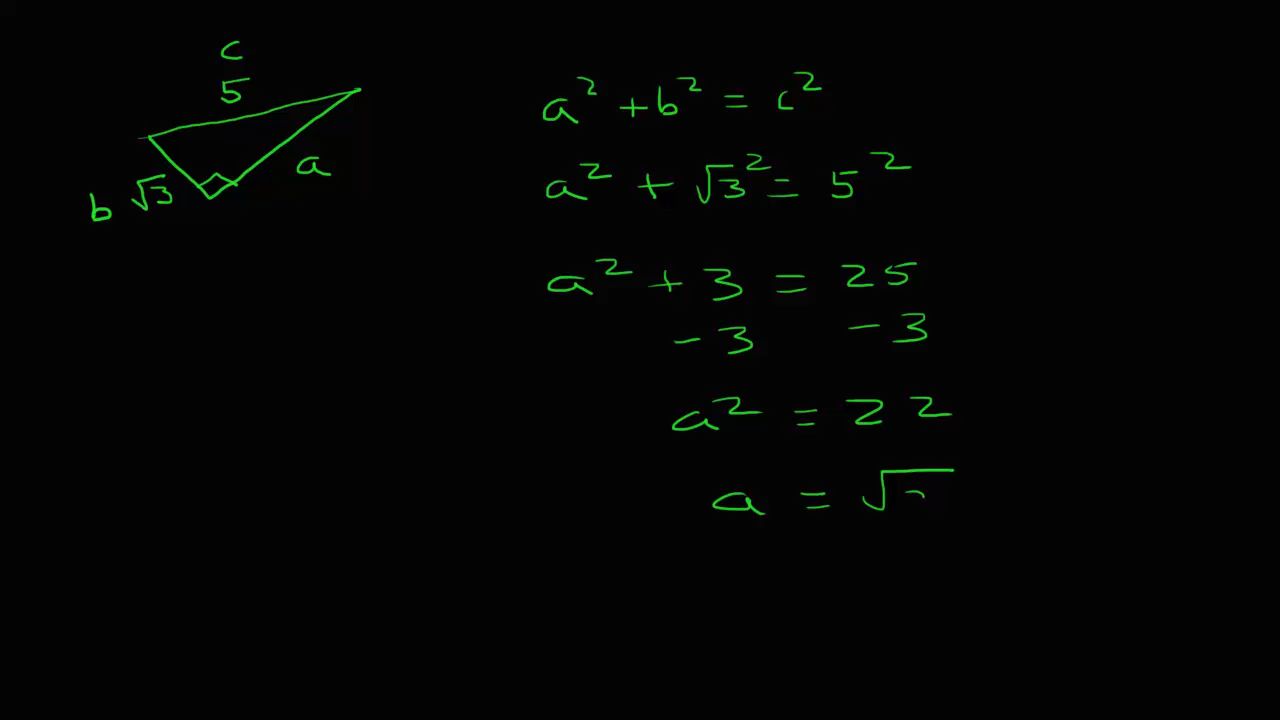 c
5
a
b √3
a² + b² = c²
a² + √3² = 5²
a² + 3 = 25
- 3 - 3
a² = 22
a = √